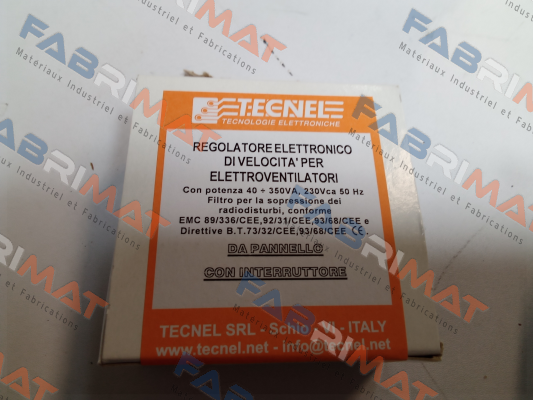 TECNEL
TECNOLOGIE ELETTRONICHE
REGOLATORE ELETTRONICO
DI VELOCITA' PER
ELETTROVENTILATORI
Con potenza 40 ÷ 350VA, 230Vca 50 Hz
Filtro per la sopressione dei
radiodisturbi, conforme
EMC 89/336/CEE,92/31/CEE,93/68/CEE e
Direttive B.T.73/32/CEE,93/68/CEE CE.
DA PANNELLO
CON INTERRUTTORE
TECNEL SRL - Schio - VI - ITALY
www.tecnel.net - info@tecnel.net
FABRIMAT
Materiaux Industriel et Fabrications